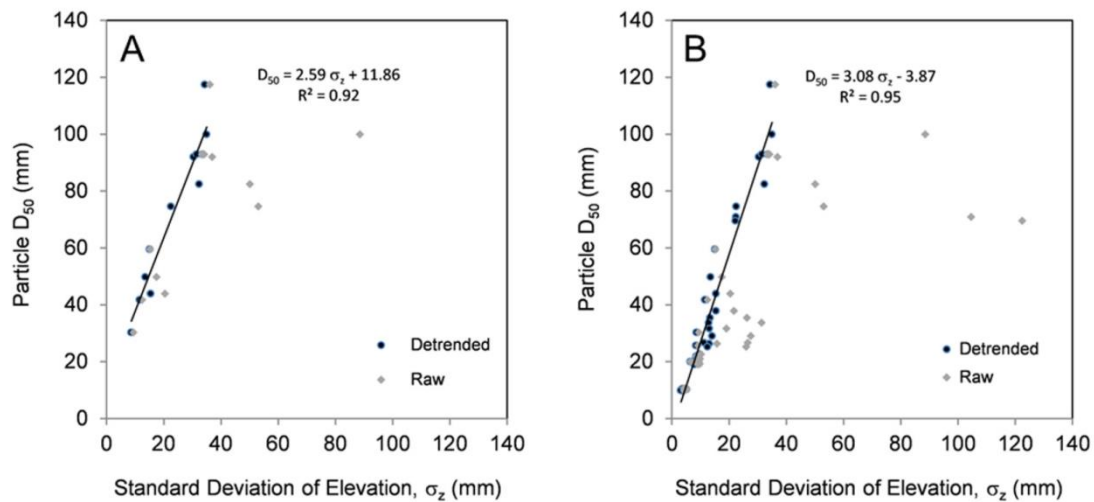 A
D₅₀ = 2.59 σz + 11.86
R² = 0.92
Particle D₅₀ (mm)
140
120
100
80
60
40
20
0
Detrended
Raw
0 20 40 60 80 100 120 140
Standard Deviation of Elevation, σz (mm)
B
D₅₀ = 3.08 σz - 3.87
R² = 0.95
Particle D₅₀ (mm)
140
120
100
80
60
40
20
0
Detrended
Raw
0 20 40 60 80 100 120 140
Standard Deviation of Elevation, σz (mm)